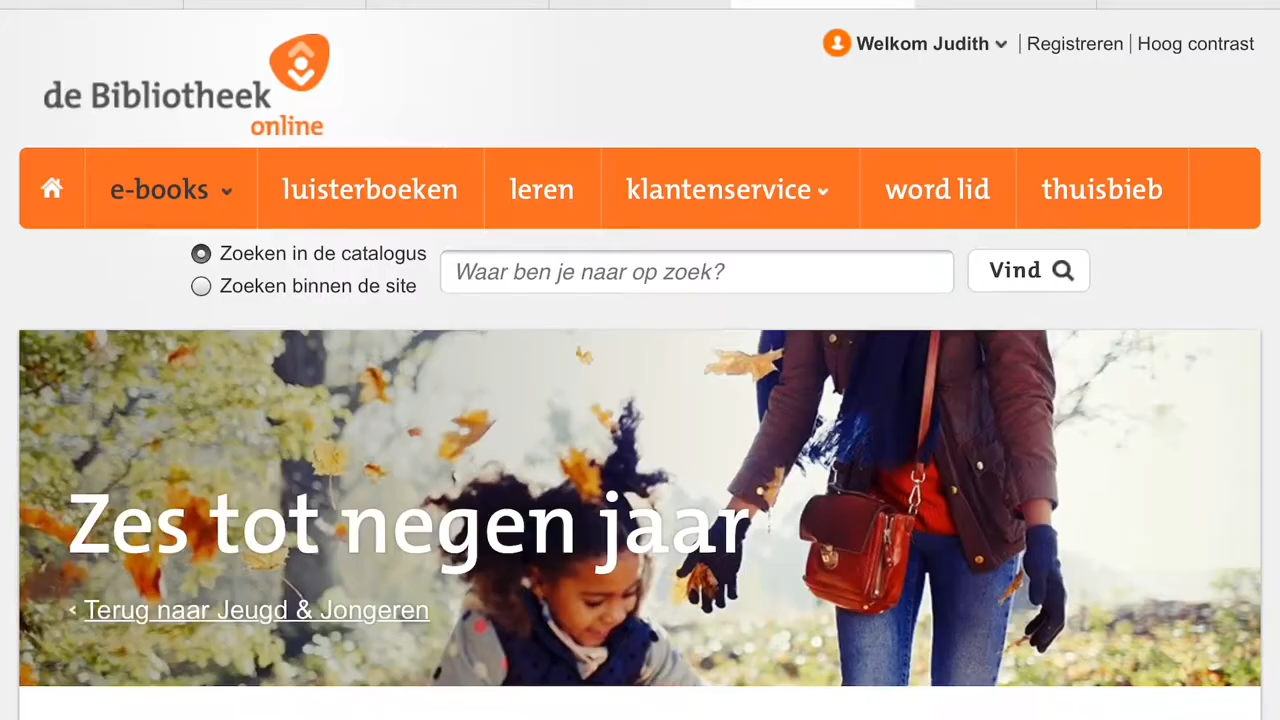 Welkom Judith
Registreren
Hoog contrast
de Bibliotheek
online
e-books
luisterboeken
leren
klantenservice
word lid
thuisbieb
Zoeken in de catalogus
Zoeken binnen de site
Waar ben je naar op zoek?
Vind
Zes tot negen jaar
Terug naar Jeugd & Jongeren